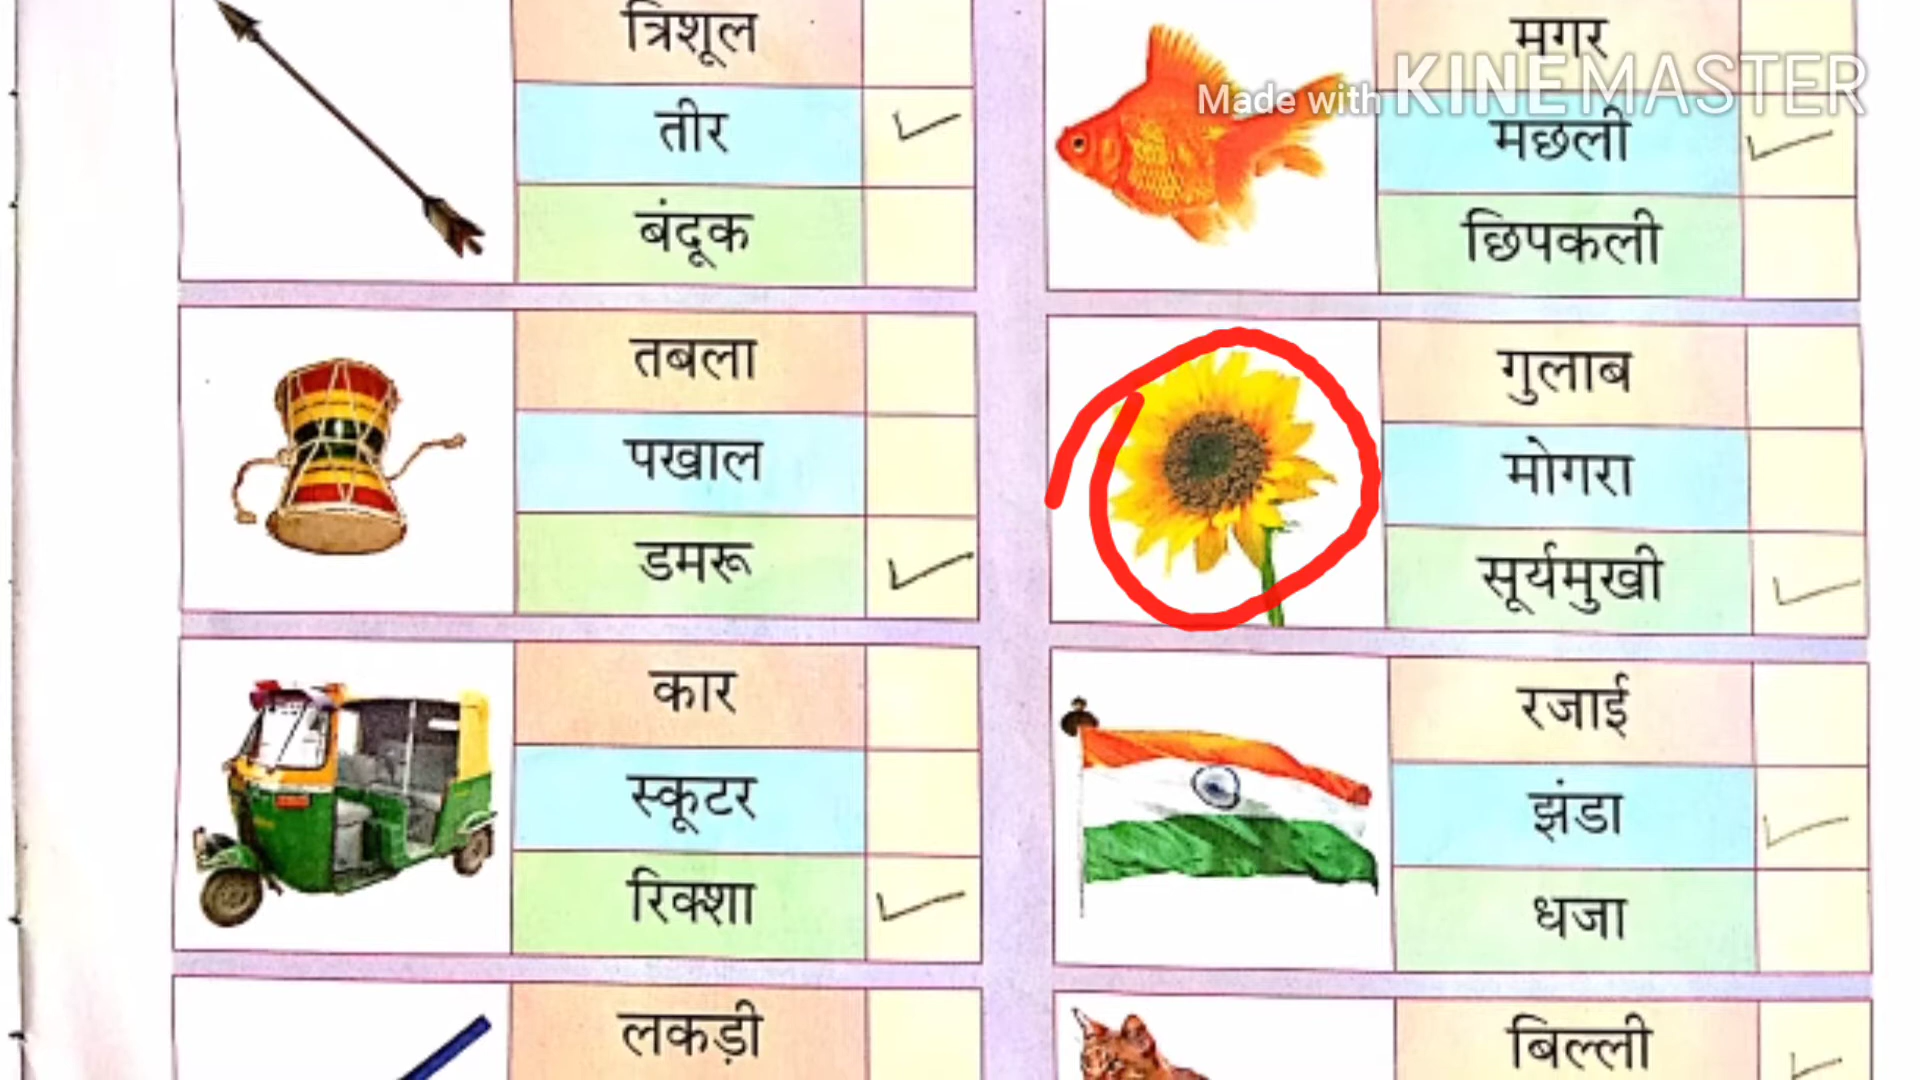 त्रिशूल
तीर
बंदूक
मगर
मछली
छिपकली
Made with KINEMASTER
तबला
पखाल
डमरू
गुलाब
मोगरा
सूर्यमुखी
कार
स्कूटर
रिक्शा
रजाई
झंडा
धजा
लकड़ी
बिल्ली